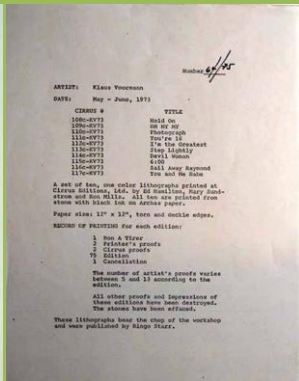 Number 64/75
ARTIST: Klaus Voormann
DATE: May - June, 1973
CIRRUS # TITLE
108c-KV73 Hold On
109c-KV73 OH MY MY
110c-KV73 Photograph
111c-KV73 You're 16
112c-KV73 I'm the Greatest
113c-KV73 Step Lightly
114c-KV73 Devil Woman
115c-KV73 6:00
116c-KV73 Sail Away Raymond
117c-KV73 You and Me Babe
A set of ten, one color lithographs printed at
Cirrus Editions, Ltd. by Ed Hamilton, Mary Sund-
strom and Ron Mills. All ten are printed from
stone with black ink on Arches paper.
Paper size: 12" x 12", torn and deckle edges.
RECORD OF PRINTING for each edition:
1 Bon A Tirer
2 Printer's proofs
2 Cirrus proofs
75 Edition
1 Cancellation
The number of artist's proofs varies
between 5 and 13 according to the
edition.
All other proofs and impressions of
these editions have been destroyed.
The stones have been effaced.
These lithographs bear the chop of the workshop
and were published by Ringo Starr.